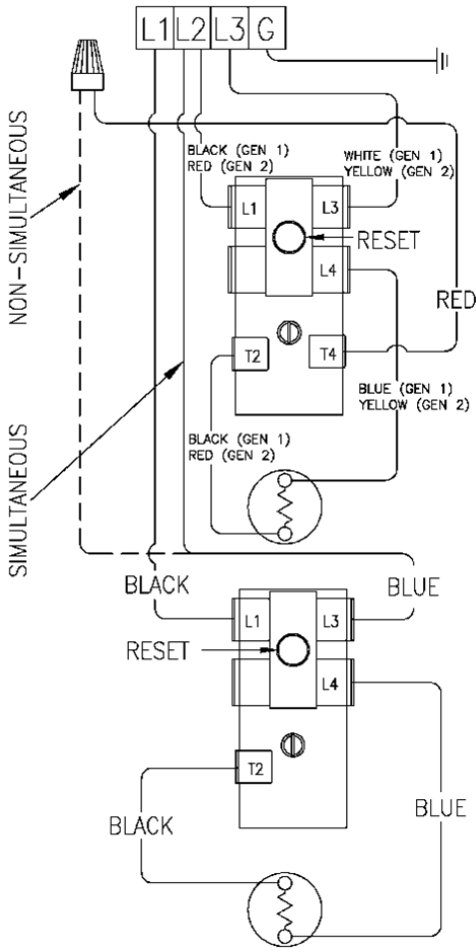 L1 L2 L3 G
NON-SIMULTANEOUS
BLACK (GEN 1)
RED (GEN 2)
WHITE (GEN 1)
YELLOW (GEN 2)
L1
L3
RESET
L4
RED
T2
T4
BLUE (GEN 1)
YELLOW (GEN 2)
SIMULTANEOUS
BLACK (GEN 1)
RED (GEN 2)
BLACK
BLUE
L1
L3
RESET
L4
T2
BLACK
BLUE